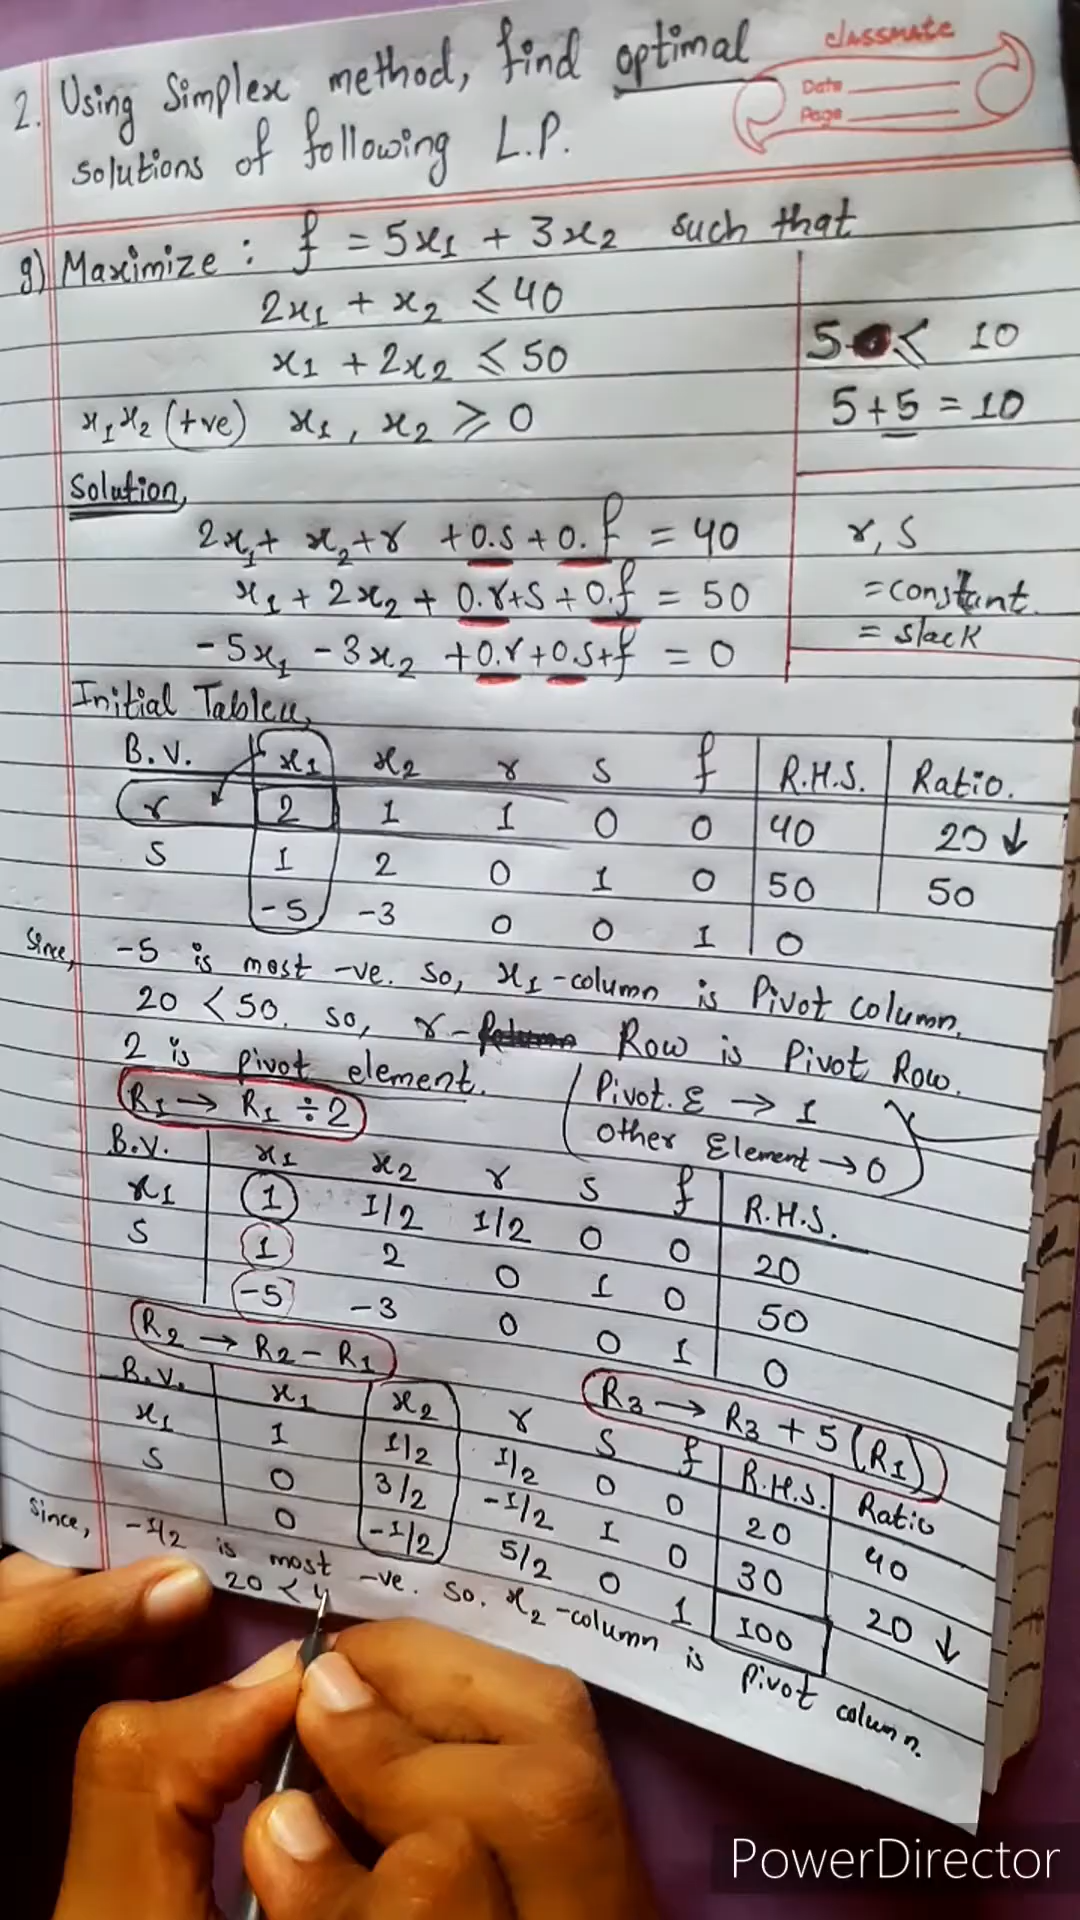 classmate
Date
Page
2. Using Simplex method, find optimal
solutions of following L.P.
g) Maximize : f = 5x₁ + 3x₂ such that
2x₁ + x₂ ≤ 40
x₁ + 2x₂ ≤ 50
x₁x₂ (+ve) x₁, x₂ ≥ 0
5 ≤ 10
5 + 5 = 10
Solution,
2x₁ + x₂ + r + 0.s + 0.f = 40
x₁ + 2x₂ + 0.r + s + 0.f = 50
-5x₁ - 3x₂ + 0.r + 0.s + f = 0
r, s
= constant.
= slack
Initial Tableu,
B.V. x₁ x₂ r s f R.H.S. Ratio.
r 2 1 1 0 0 40 20 ↓
s 1 2 0 1 0 50 50
-5 -3 0 0 1 0
Since, -5 is most -ve. So, x₁-column is Pivot column.
20 < 50. so, r- Row is Pivot Row.
2 is pivot element.
Pivot. E → 1
Other Element → 0
R₁ → R₁ ÷ 2
B.V. x₁ x₂ r s f R.H.S.
x₁ 1 1/2 1/2 0 0 20
s 1 2 0 1 0 50
-5 -3 0 0 1 0
R₂ → R₂ - R₁
R₃ → R₃ + 5(R₁)
B.V. x₁ x₂ r s f R.H.S. Ratio
x₁ 1 1/2 1/2 0 0 20 40
s 0 3/2 -1/2 1 0 30 20 ↓
0 -1/2 5/2 0 1 100
Since, -1/2 is most -ve. So. x₂-column is pivot column.
20 <
PowerDirector